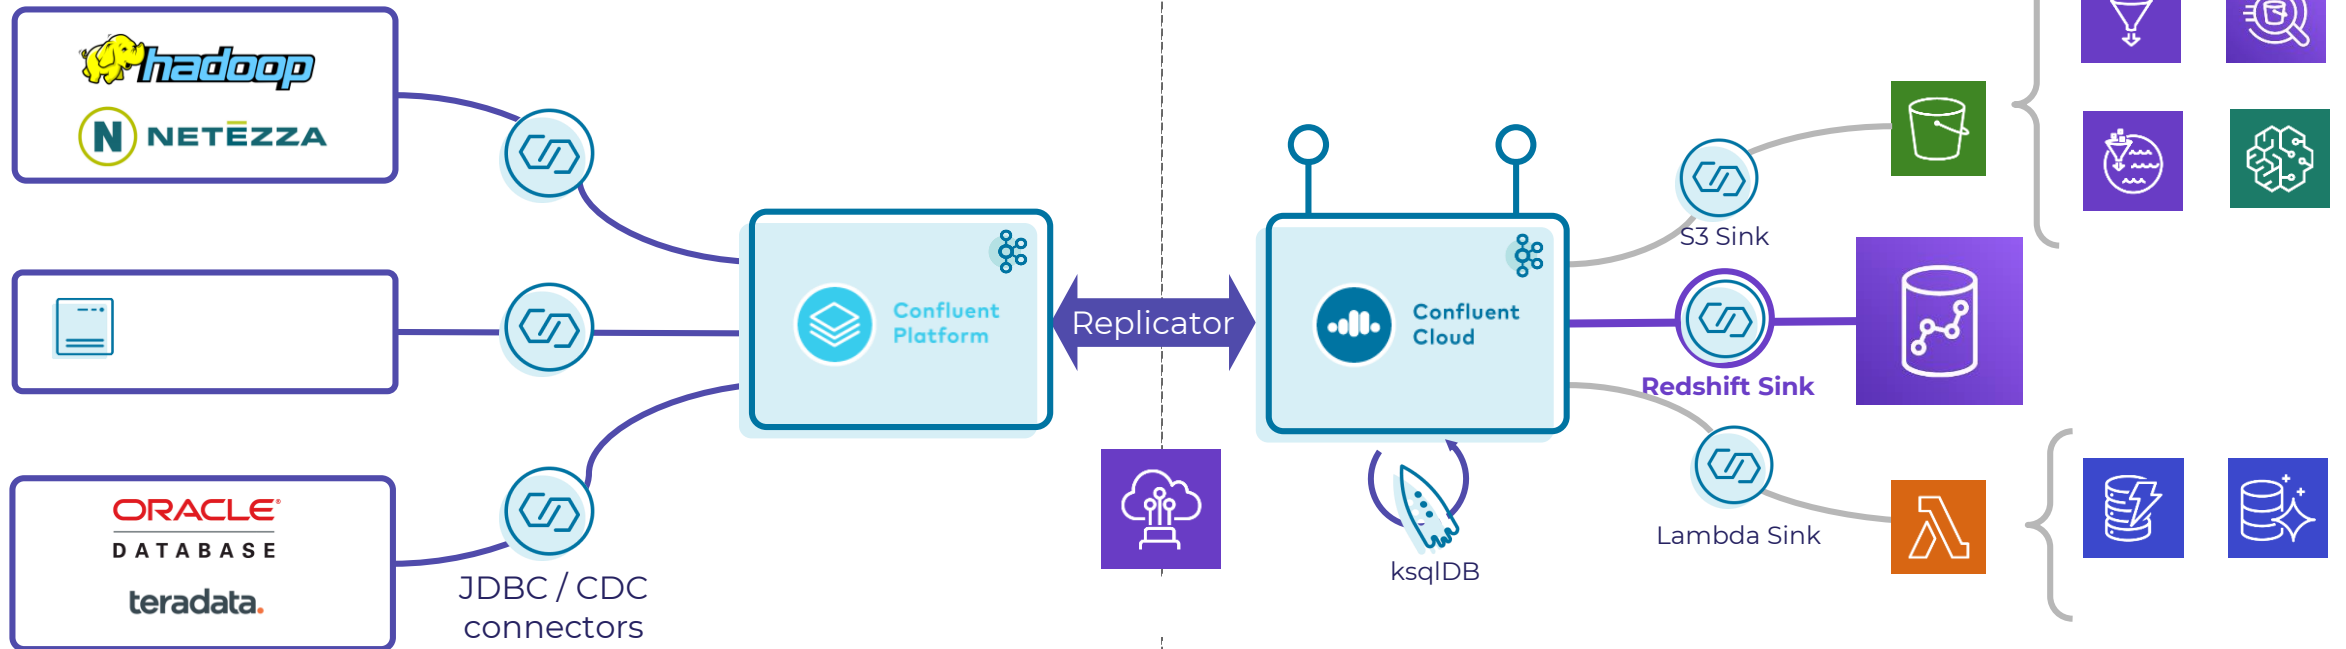 hadoop
N NETĒZZA
ORACLE®
DATABASE
teradata.
JDBC / CDC
connectors
Confluent
Platform
Replicator
Confluent
Cloud
ksqlDB
S3 Sink
Redshift Sink
Lambda Sink